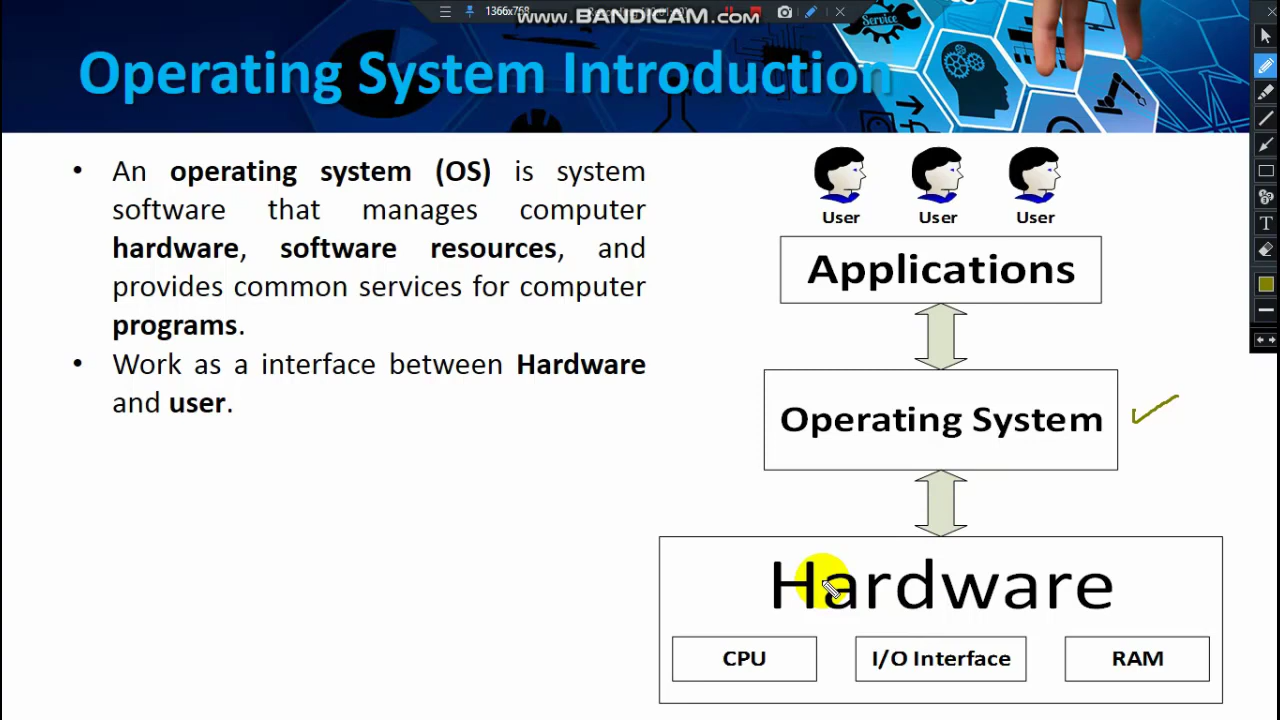 1366x768
www.BANDICAM.com
Service
Operating System Introduction
• An operating system (OS) is system
software that manages computer
hardware, software resources, and
provides common services for computer
programs.
• Work as a interface between Hardware
and user.
User User User
Applications
Operating System
Hardware
CPU I/O Interface RAM
T